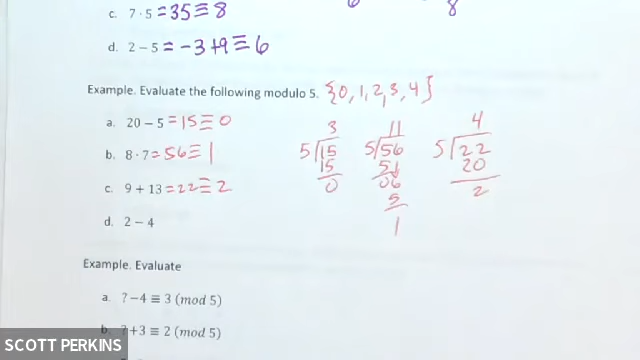 c. 7 · 5 = 35 ≡ 8
8
d. 2 − 5 = −3 + 9 ≡ 6
Example. Evaluate the following modulo 5. {0, 1, 2, 3, 4}
a. 20 − 5 = 15 ≡ 0
b. 8 · 7 = 56 ≡ 1
c. 9 + 13 = 22 ≡ 2
d. 2 − 4
3
5 15
15
0
11
5 56
5
06
5
1
4
5 22
20
2
Example. Evaluate
a. ? − 4 ≡ 3 (mod 5)
b. ? + 3 ≡ 2 (mod 5)
SCOTT PERKINS